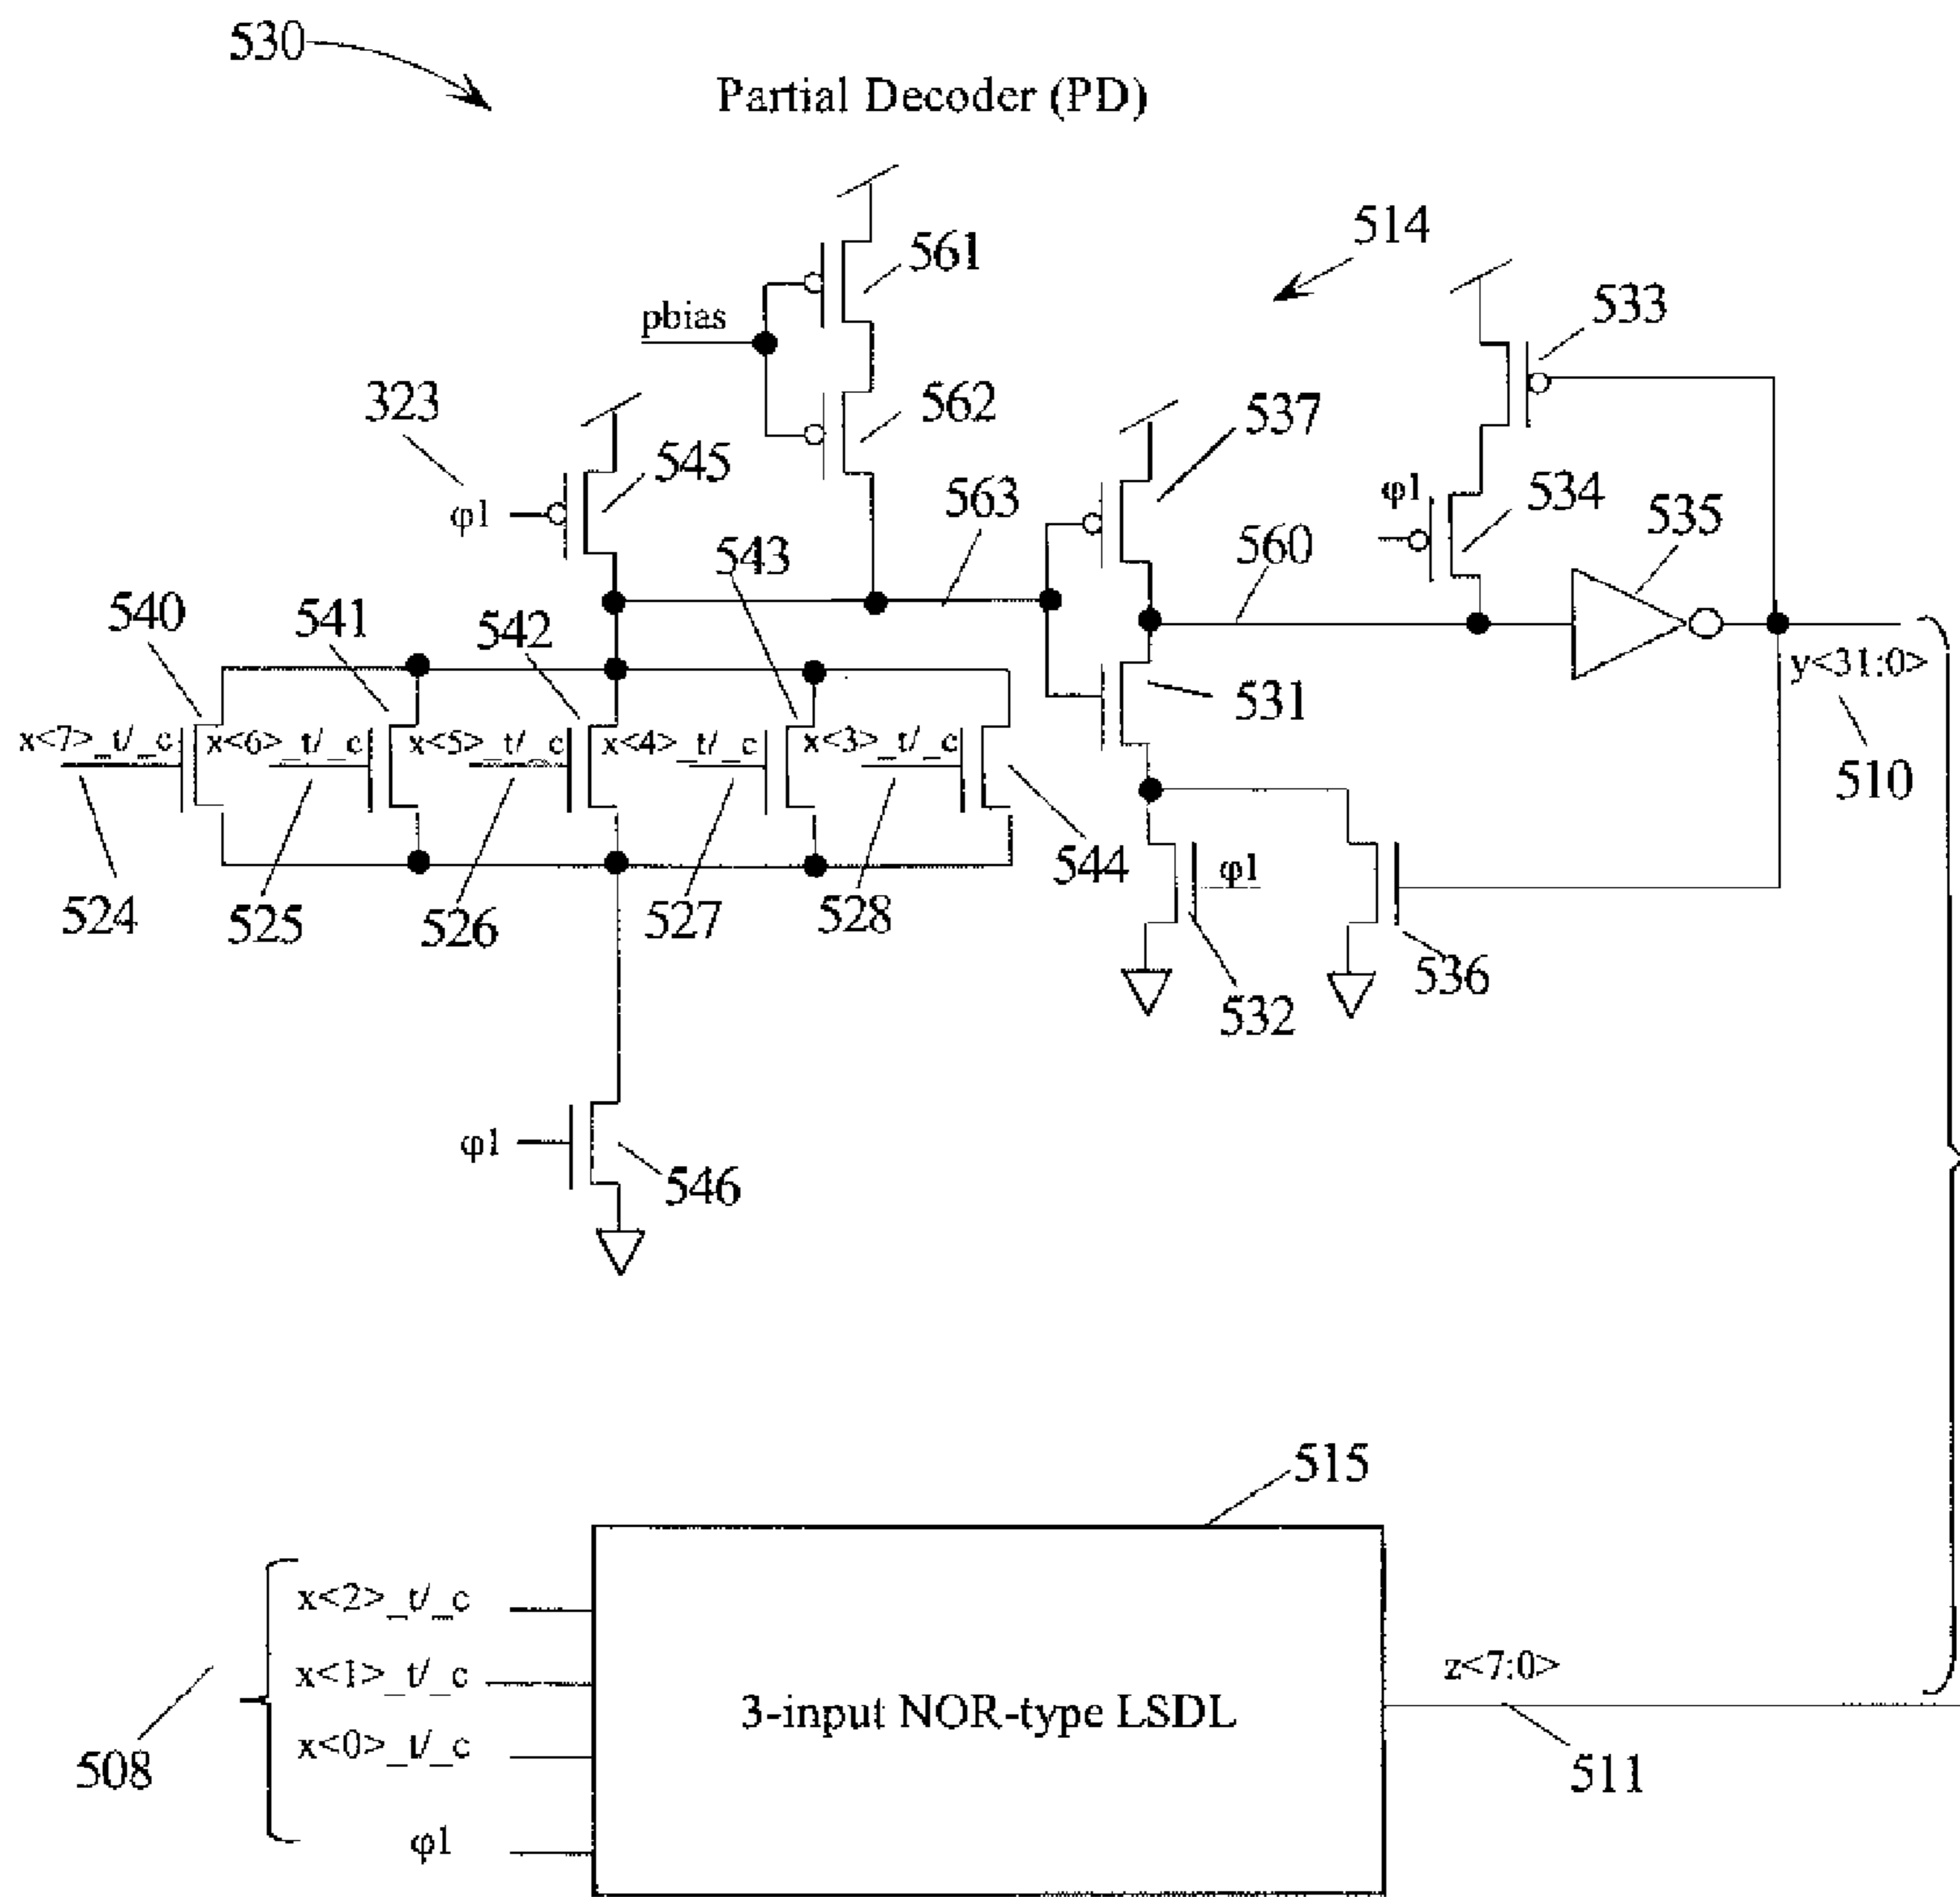 530
Partial Decoder (PD)
514
561
533
pbias
323
562
537
545
φ1
534
φ1
563
535
543
560
540
541
542
y<31:0>
531
x<7>_t/_c
x<6>_t/_c
x<5>_t/_c
x<4>_t/_c
x<3>_t/_c
510
544
φ1
524
525
526
527
528
536
532
φ1
546
515
x<2>_t/_c
x<1>_t/_c
z<7:0>
3-input NOR-type LSDL
508
x<0>_t/_c
511
φ1